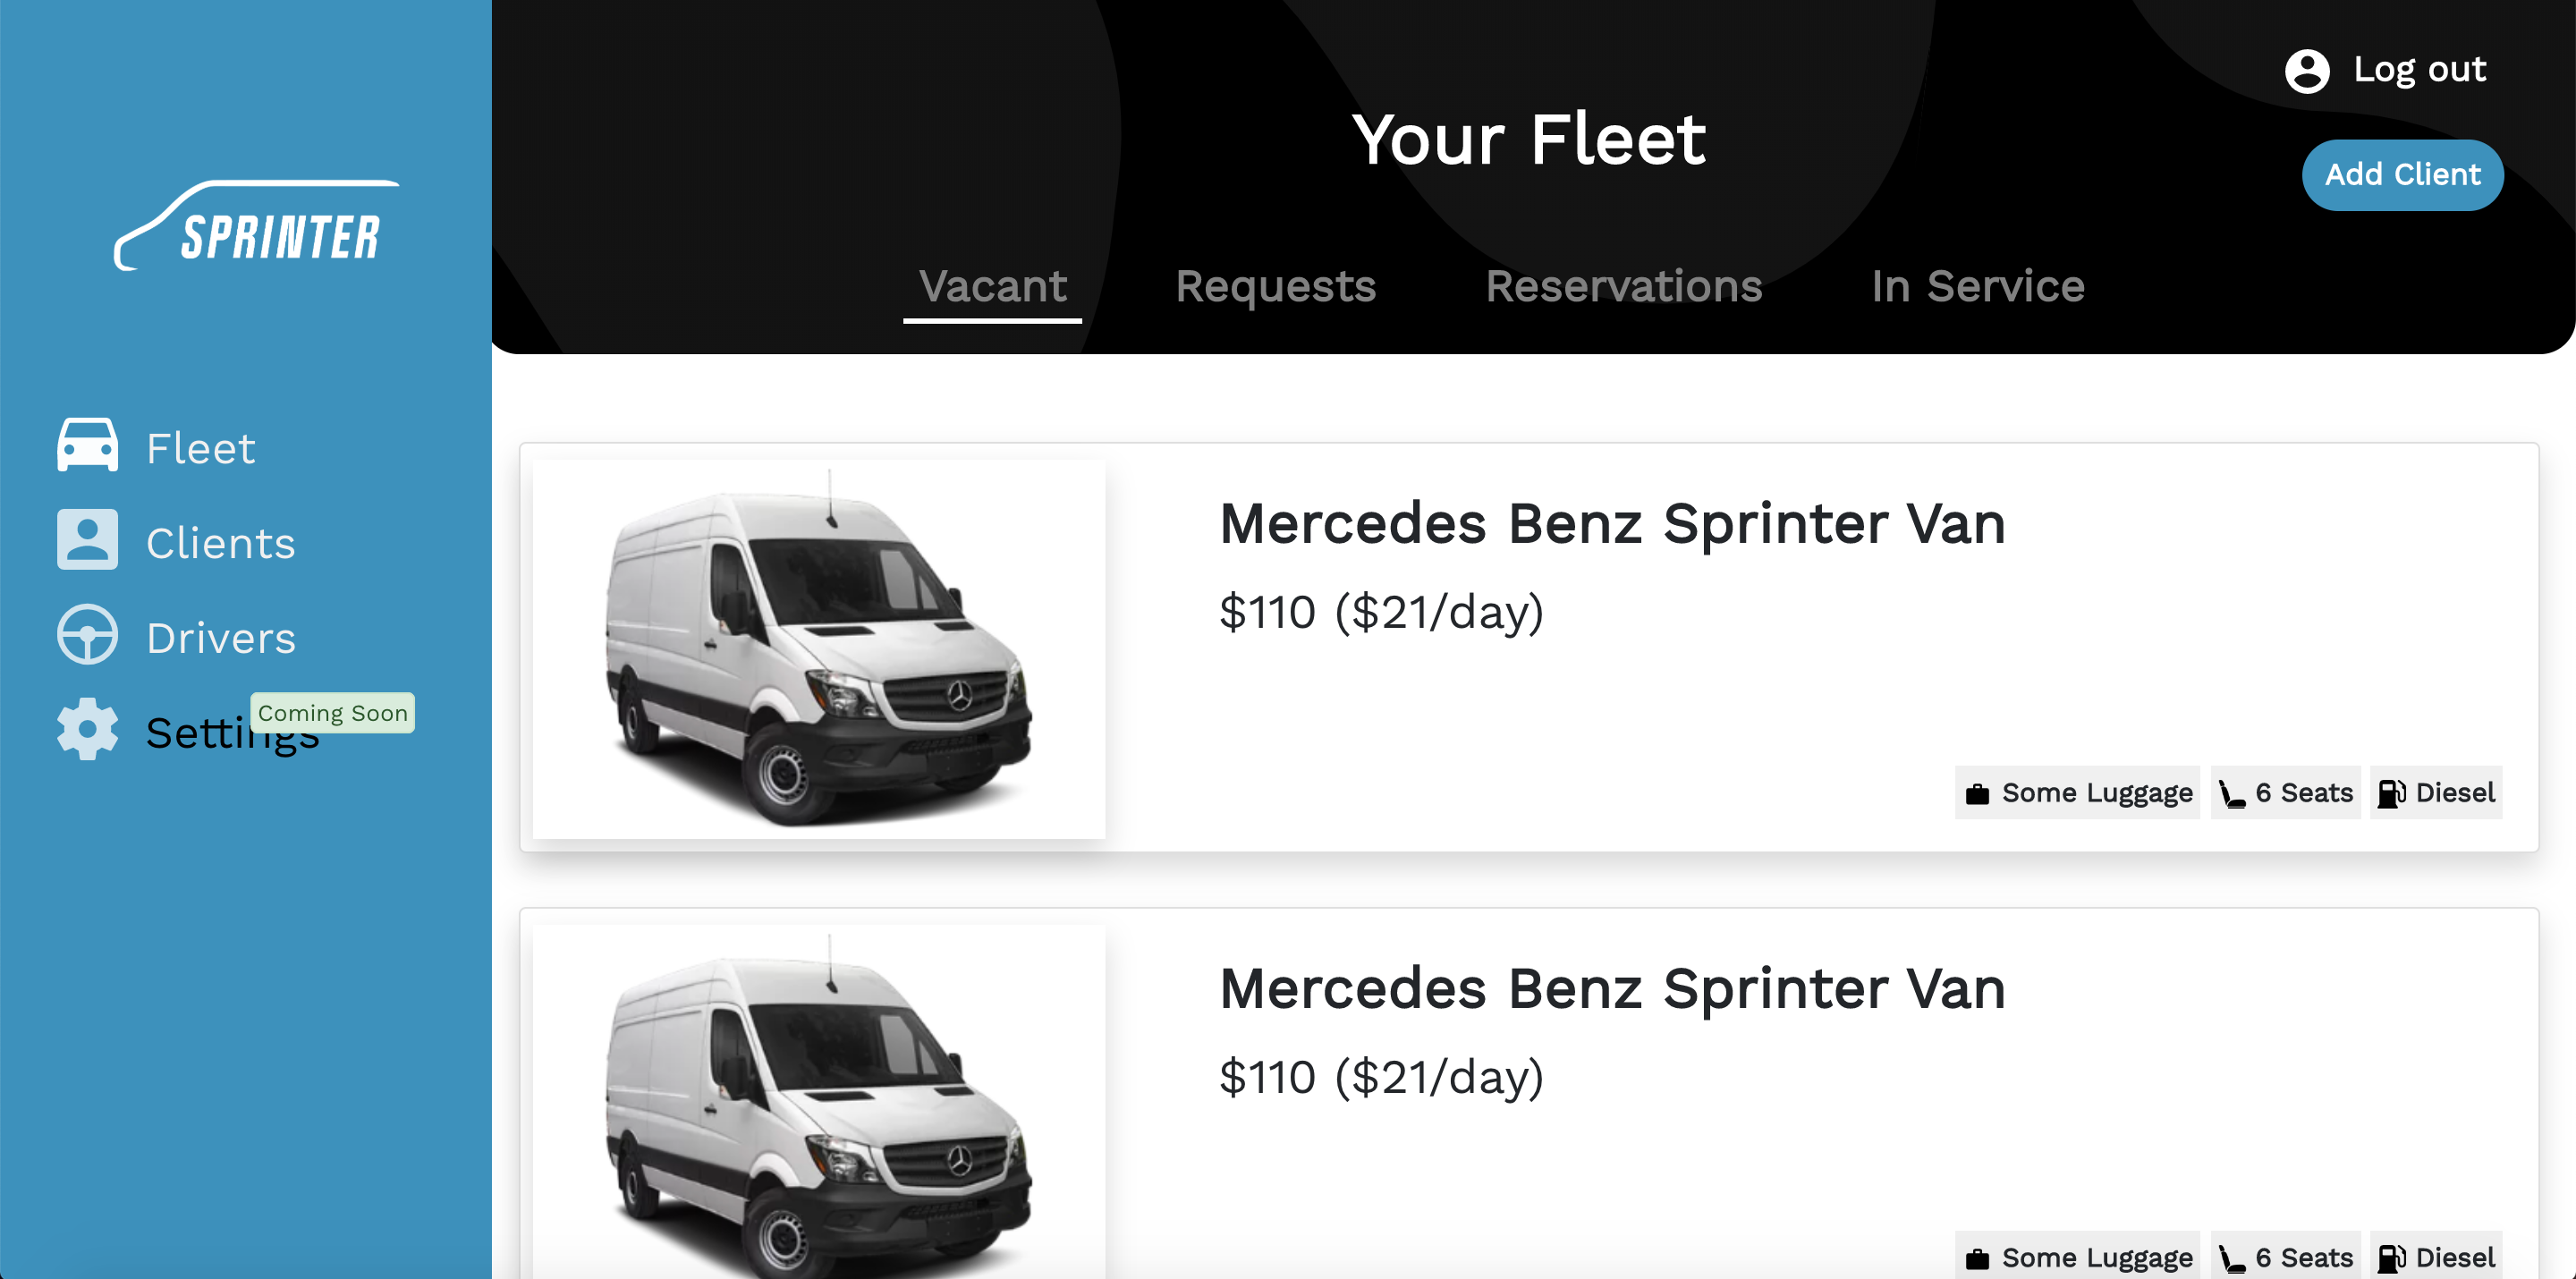 SPRINTER
Fleet
Clients
Drivers
Settings
Coming Soon
Log out
Your Fleet
Add Client
Vacant Requests Reservations In Service
Mercedes Benz Sprinter Van
$110 ($21/day)
Some Luggage 6 Seats Diesel
Mercedes Benz Sprinter Van
$110 ($21/day)
Some Luggage 6 Seats Diesel